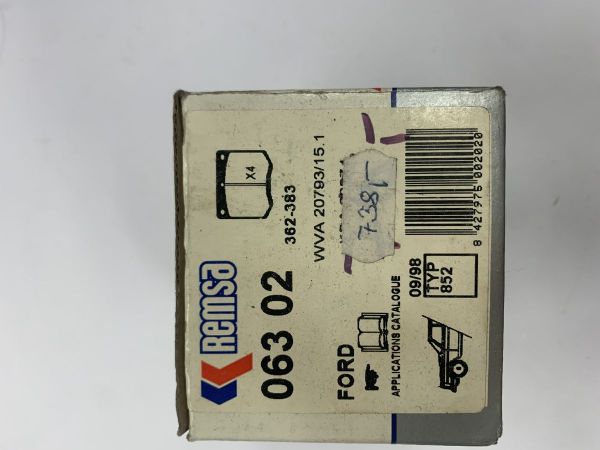 REMSA
063 02
X4
362-383
WVA 20793/15.1
738,-
FORD
APPLICATIONS CATALOGUE
09/98
TYP
852
8 427975 002020